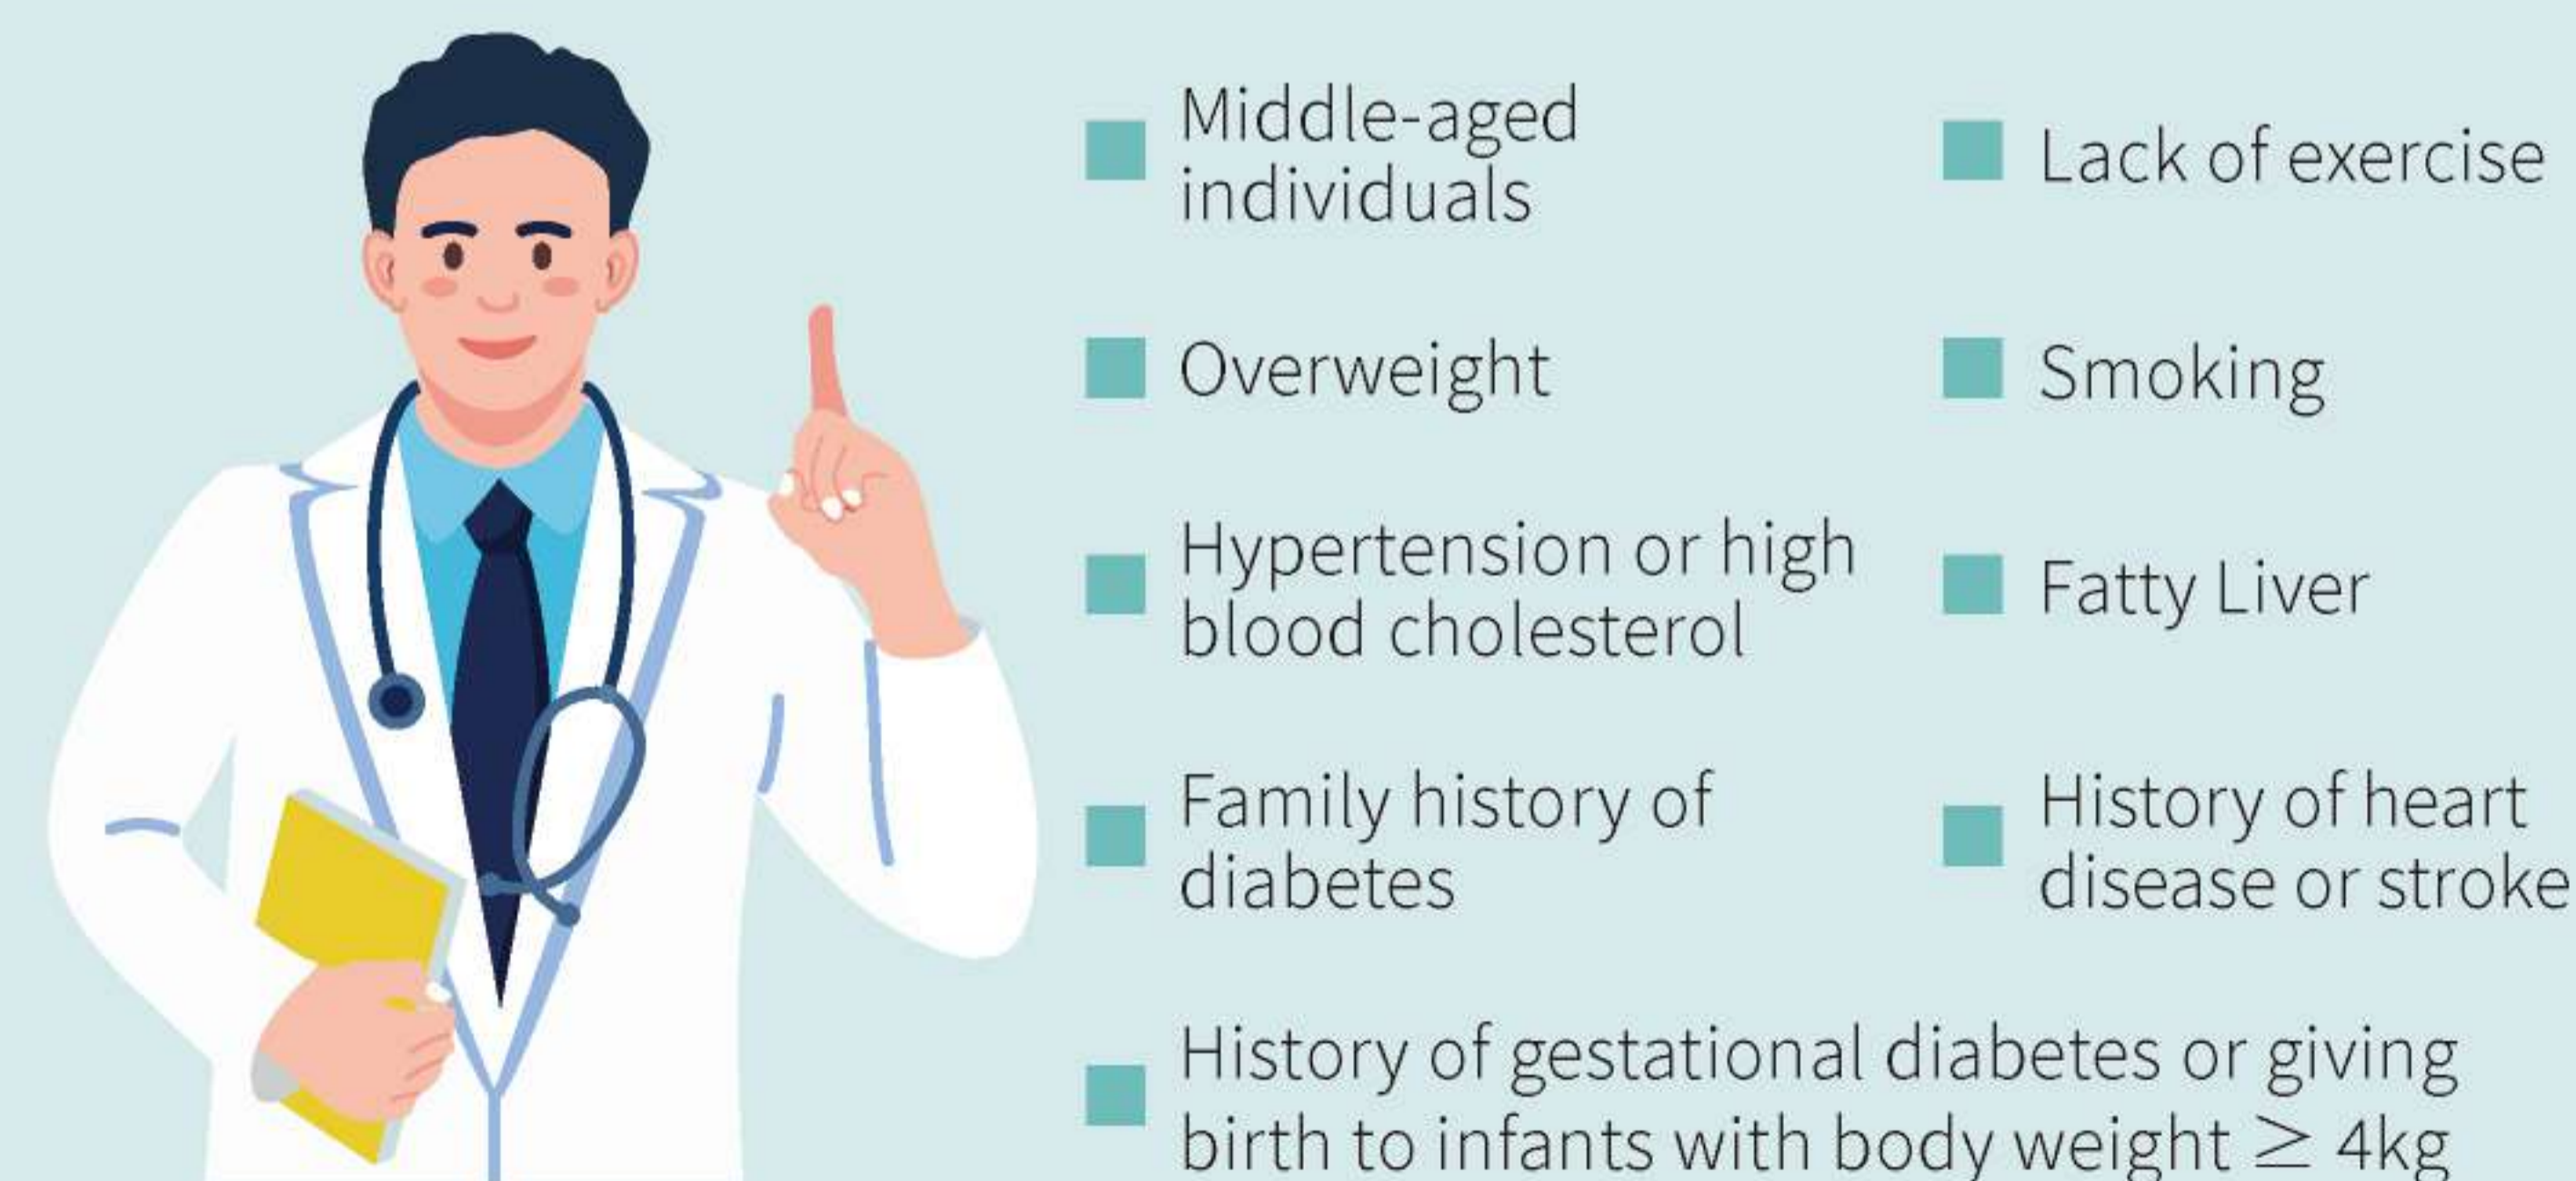 Middle-aged
individuals
Lack of exercise
Overweight
Smoking
Hypertension or high
blood cholesterol
Fatty Liver
Family history of
diabetes
History of heart
disease or stroke
History of gestational diabetes or giving
birth to infants with body weight ≥ 4kg